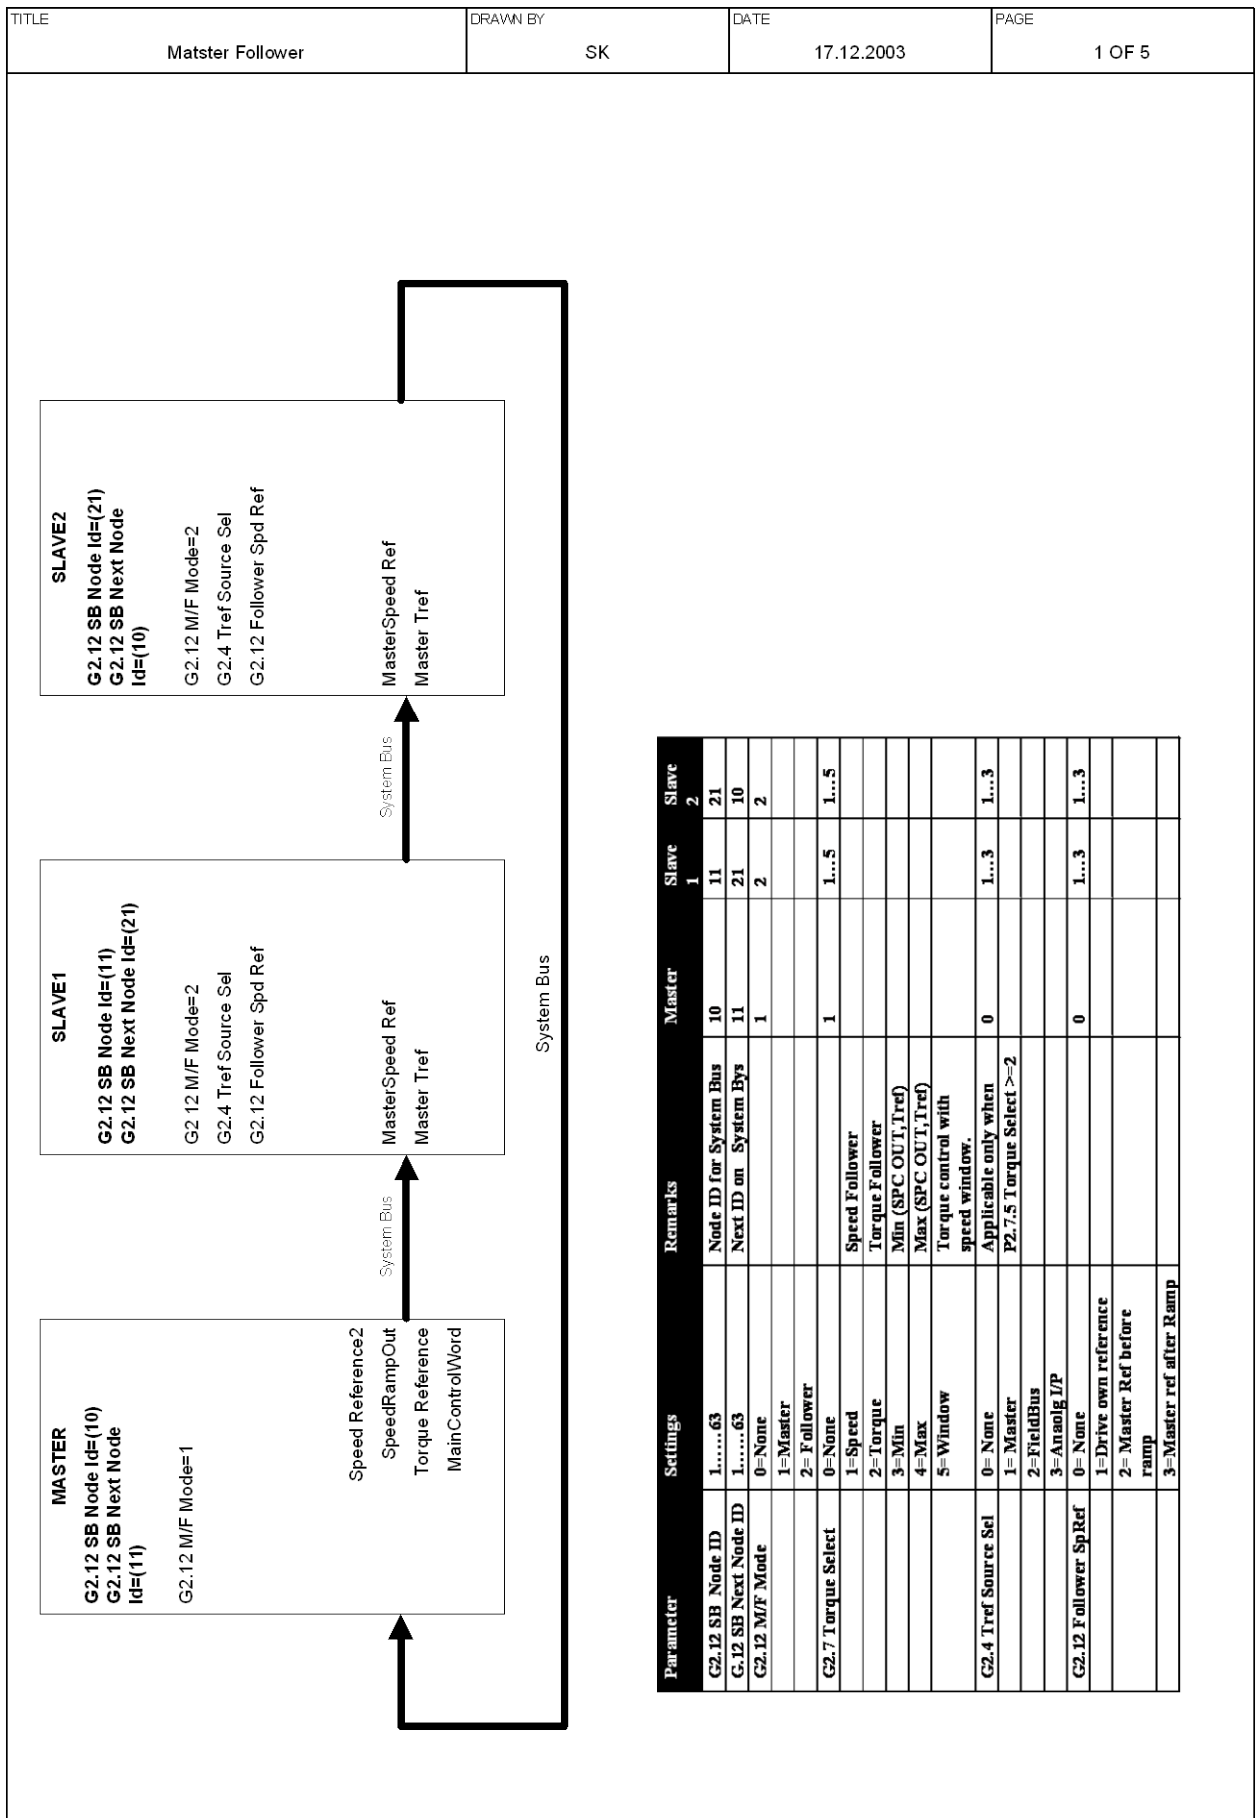 TITLE
Matster Follower
DRAWN BY
SK
DATE
17.12.2003
PAGE
1 OF 5
MASTER
G2.12 SB Node Id=(10)
G2.12 SB Next Node
Id=(11)
G2.12 M/F Mode=1
Speed Reference2
SpeedRampOut
Torque Reference
MainControlWord
System Bus
SLAVE1
G2.12 SB Node Id=(11)
G2.12 SB Next Node Id=(21)
G2 12 M/F Mode=2
G2.4 Tref Source Sel
G2.12 Follower Spd Ref
MasterSpeed Ref
Master Tref
System Bus
SLAVE2
G2.12 SB Node Id=(21)
G2.12 SB Next Node
Id=(10)
G2.12 M/F Mode=2
G2.4 Tref Source Sel
G2.12 Follower Spd Ref
MasterSpeed Ref
Master Tref
System Bus
Parameter Settings Remarks Master Slave 1 Slave 2
G2.12 SB Node ID 1......63 Node ID for System Bus 10 11 21
G.12 SB Next Node ID 1......63 Next ID on System Bys 11 21 10
G2.12 M/F Mode 0=None 1 2 2
1=Master
2= Follower
G2.7 Torque Select 0=None 1 1...5 1...5
1=Speed Speed Follower
2=Torque Torque Follower
3=Min Min (SPC OUT,Tref)
4=Max Max (SPC OUT,Tref)
5=Window Torque control with
speed window.
G2.4 Tref Source Sel 0= None Applicable only when 0 1...3 1...3
1= Master P2.7.5 Torque Select >=2
2=FieldBus
3=Anaolg I/P
G2.12 Follower SpRef 0= None 0 1...3 1...3
1=Drive own reference
2= Master Ref before
ramp
3=Master ref after Ramp